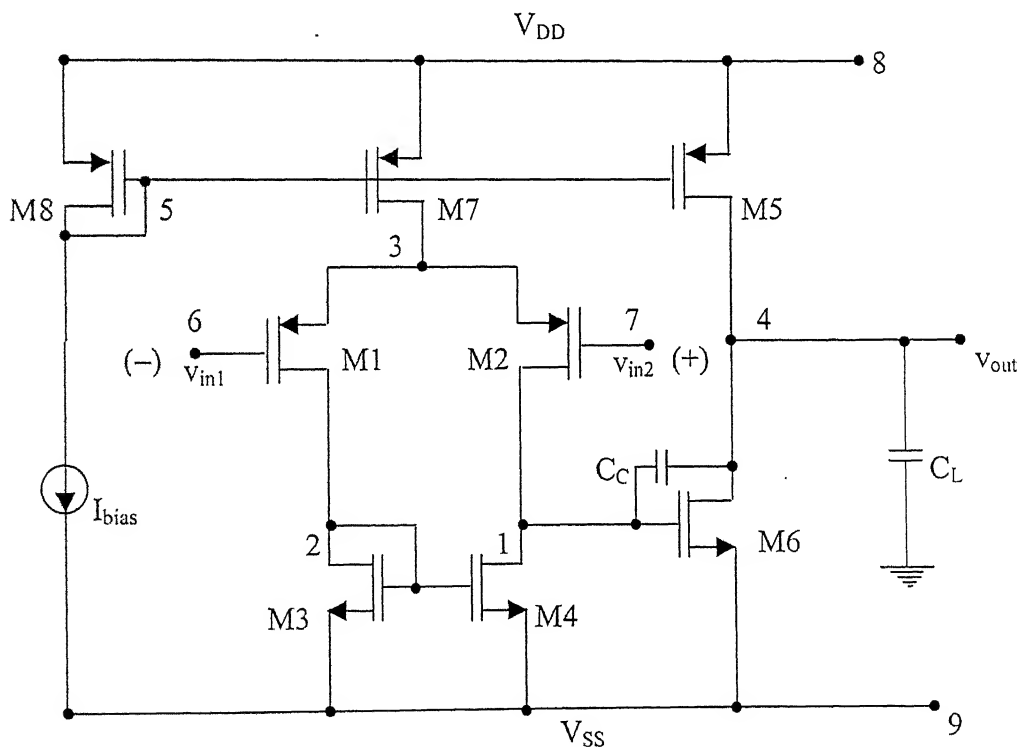 V_DD
8
M8
5
M7
M5
3
6
7
4
(–)
v_in1
M1
M2
v_in2
(+)
v_out
C_C
C_L
I_bias
2
1
M6
M3
M4
V_SS
9